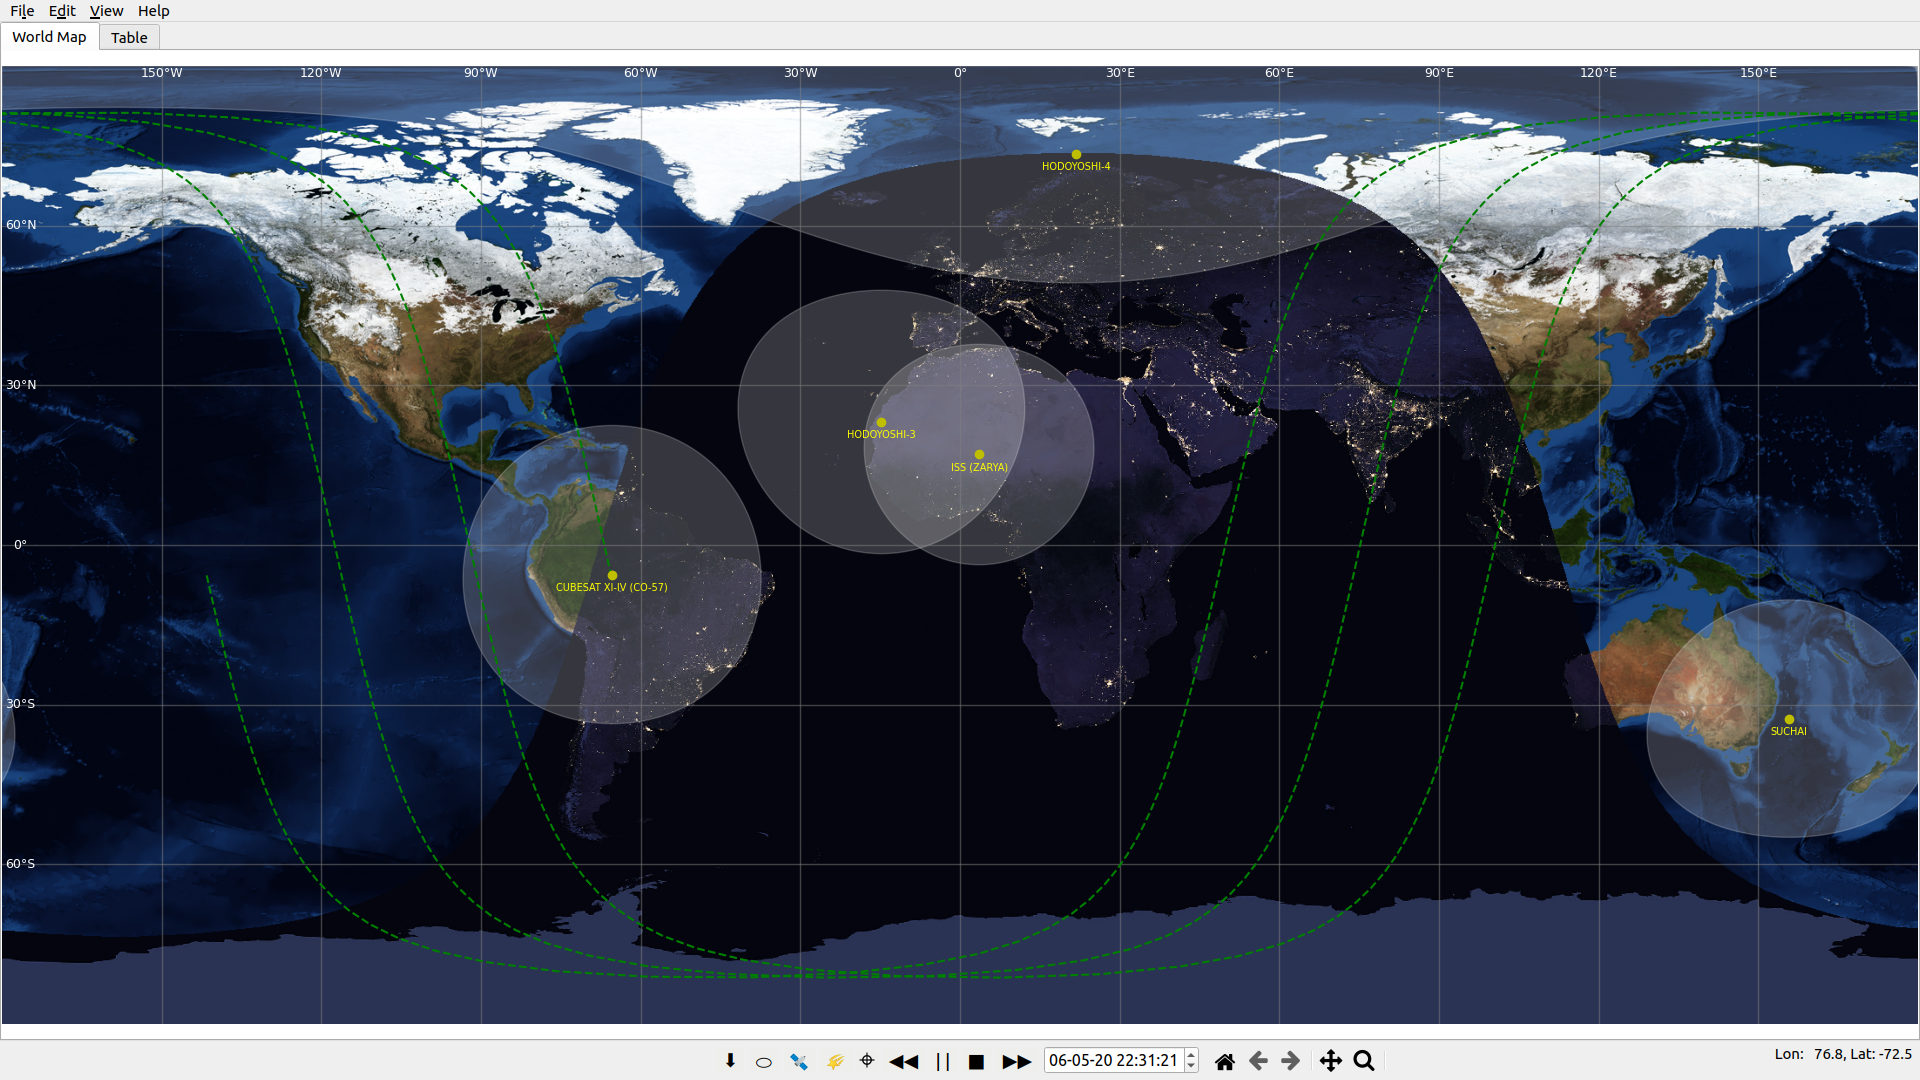 File Edit View Help
World Map Table
150°W 120°W 90°W 60°W 30°W 0° 30°E 60°E 90°E 120°E 150°E
HODOYOSHI-4
60°N
30°N
HODOYOSHI-3
ISS (ZARYA)
0°
CUBESAT XI-IV (CO-57)
30°S
SUCHAI
60°S
06-05-20 22:31:21
Lon: 76.8, Lat: -72.5